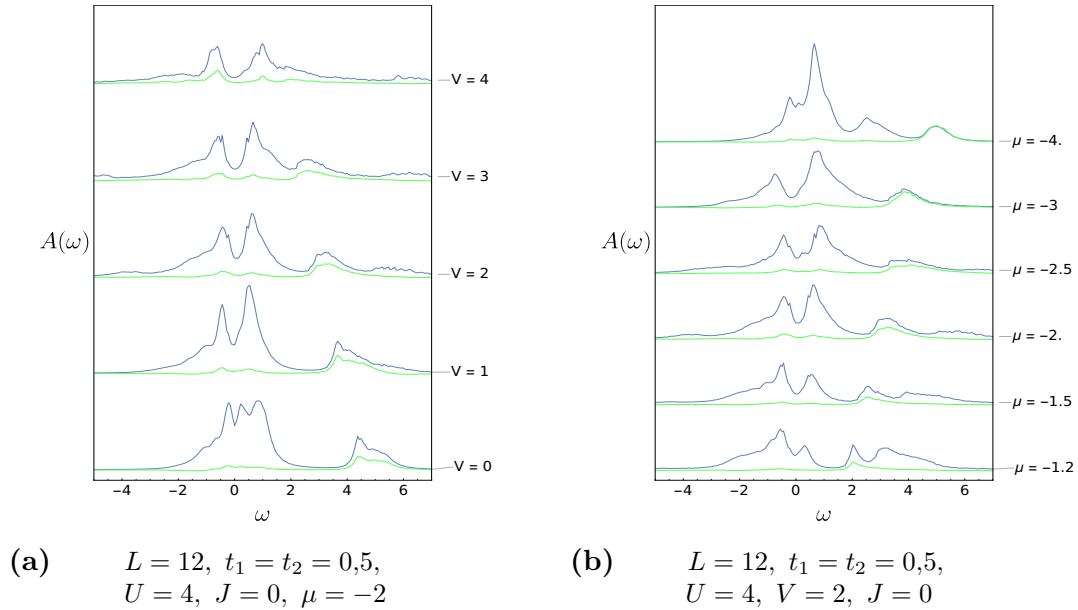 V = 4
V = 3
A(ω)
V = 2
V = 1
V = 0
−4 −2 0 2 4 6
ω
(a) L = 12, t₁ = t₂ = 0,5,
U = 4, J = 0, μ = −2
μ = −4.
μ = −3
A(ω)
μ = −2.5
μ = −2.
μ = −1.5
μ = −1.2
−4 −2 0 2 4 6
ω
(b) L = 12, t₁ = t₂ = 0,5,
U = 4, V = 2, J = 0